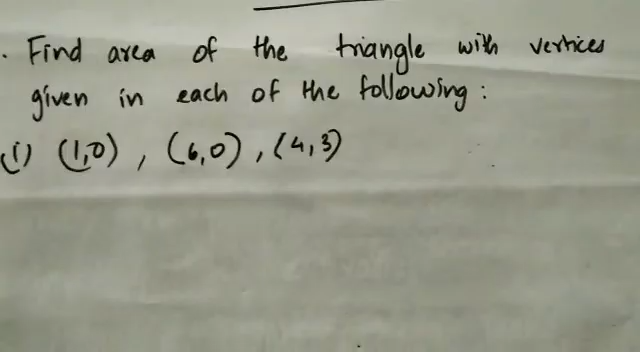 . Find area of the triangle with vertices
given in each of the following :
(i) (1,0) , (6,0) , (4,3)